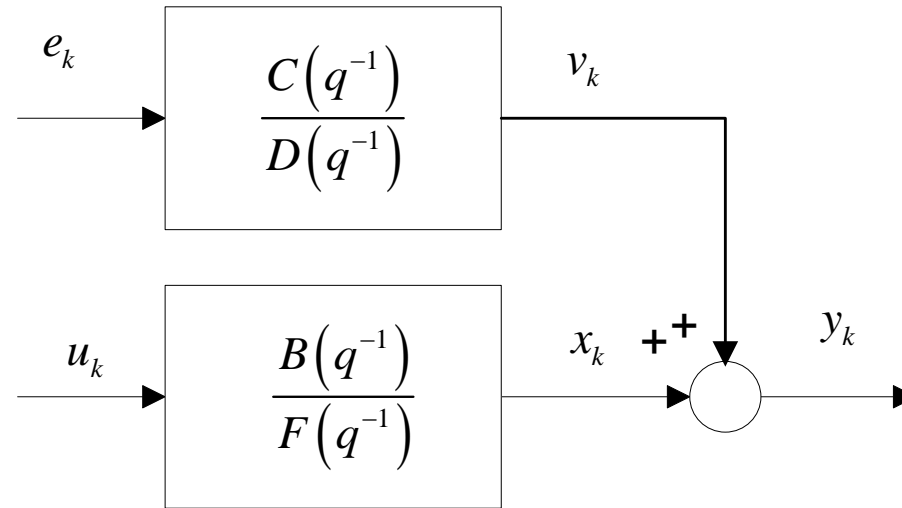 e_k
C(q^{-1})
D(q^{-1})
v_k
u_k
B(q^{-1})
F(q^{-1})
x_k
+ +
y_k